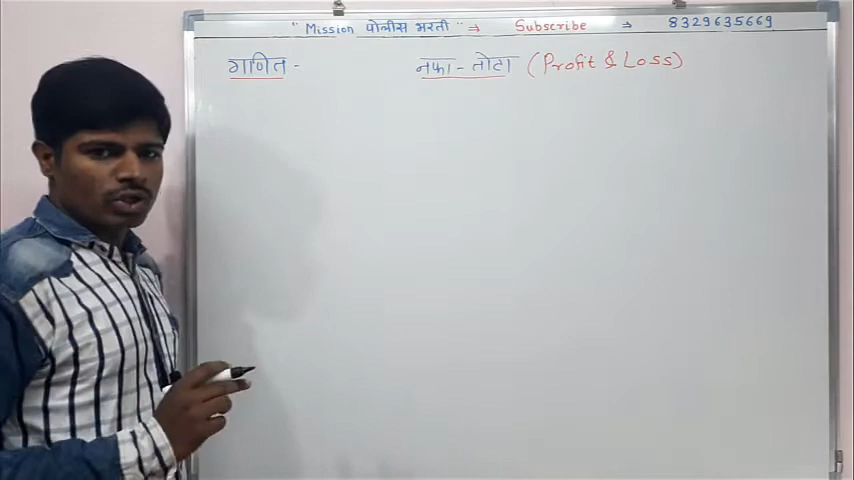 "Mission पोलीस भरती" → Subscribe → 8329635669
गणित - नफा - तोटा (Profit & Loss)